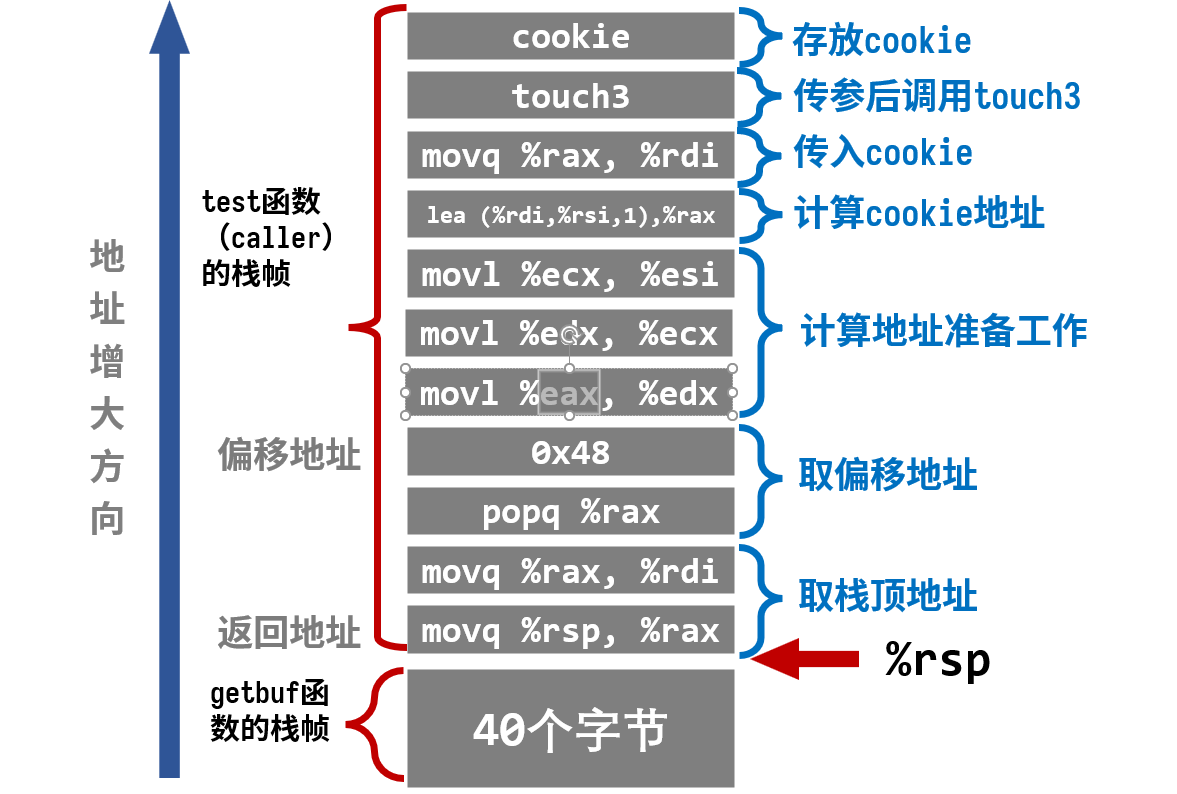 cookie
存放cookie
touch3
传参后调用touch3
movq %rax, %rdi
传入cookie
test函数
（caller）
的栈帧
lea (%rdi,%rsi,1),%rax
计算cookie地址
地址增大方向
movl %ecx, %esi
movl %edx, %ecx
计算地址准备工作
movl %eax, %edx
偏移地址
0x48
取偏移地址
popq %rax
movq %rax, %rdi
取栈顶地址
返回地址
movq %rsp, %rax
%rsp
getbuf函
数的栈帧
40个字节